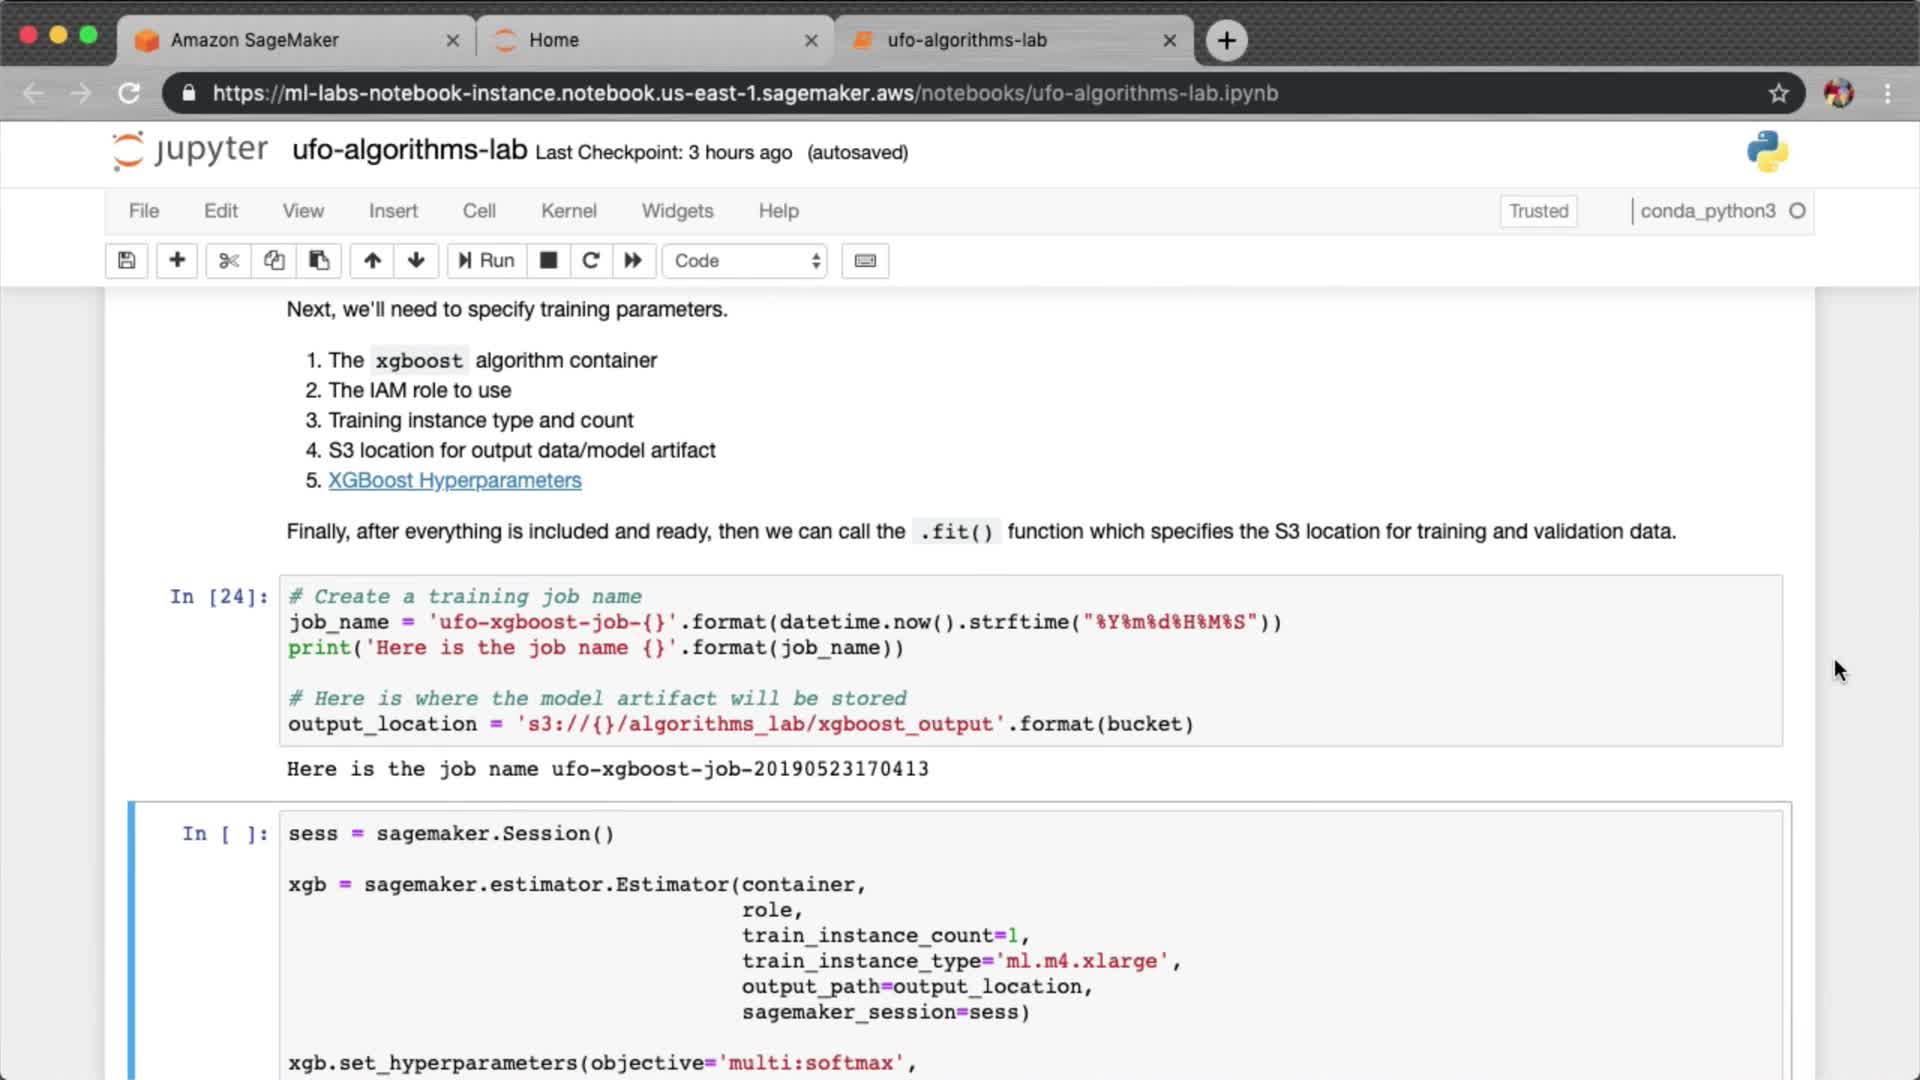 Amazon SageMaker
Home
ufo-algorithms-lab
https://ml-labs-notebook-instance.notebook.us-east-1.sagemaker.aws/notebooks/ufo-algorithms-lab.ipynb
jupyter ufo-algorithms-lab Last Checkpoint: 3 hours ago (autosaved)
File Edit View Insert Cell Kernel Widgets Help Trusted conda_python3
Run Code
Next, we'll need to specify training parameters.
1. The xgboost algorithm container
2. The IAM role to use
3. Training instance type and count
4. S3 location for output data/model artifact
5. XGBoost Hyperparameters
Finally, after everything is included and ready, then we can call the .fit() function which specifies the S3 location for training and validation data.
In [24]: # Create a training job name
job_name = 'ufo-xgboost-job-{}'.format(datetime.now().strftime("%Y%m%d%H%M%S"))
print('Here is the job name {}'.format(job_name))
# Here is where the model artifact will be stored
output_location = 's3://{}/algorithms_lab/xgboost_output'.format(bucket)
Here is the job name ufo-xgboost-job-20190523170413
In [ ]: sess = sagemaker.Session()
xgb = sagemaker.estimator.Estimator(container,
role,
train_instance_count=1,
train_instance_type='ml.m4.xlarge',
output_path=output_location,
sagemaker_session=sess)
xgb.set_hyperparameters(objective='multi:softmax',